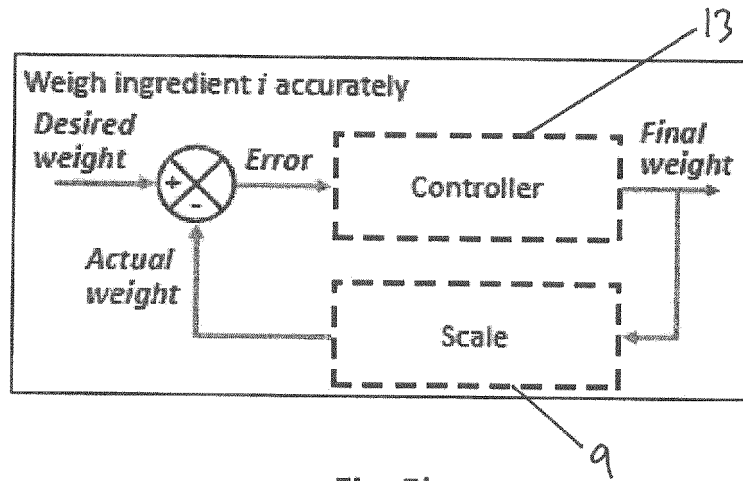 13
Weigh ingredient i accurately
Desired
weight
+
-
Error
Controller
Final
weight
Actual
weight
Scale
9